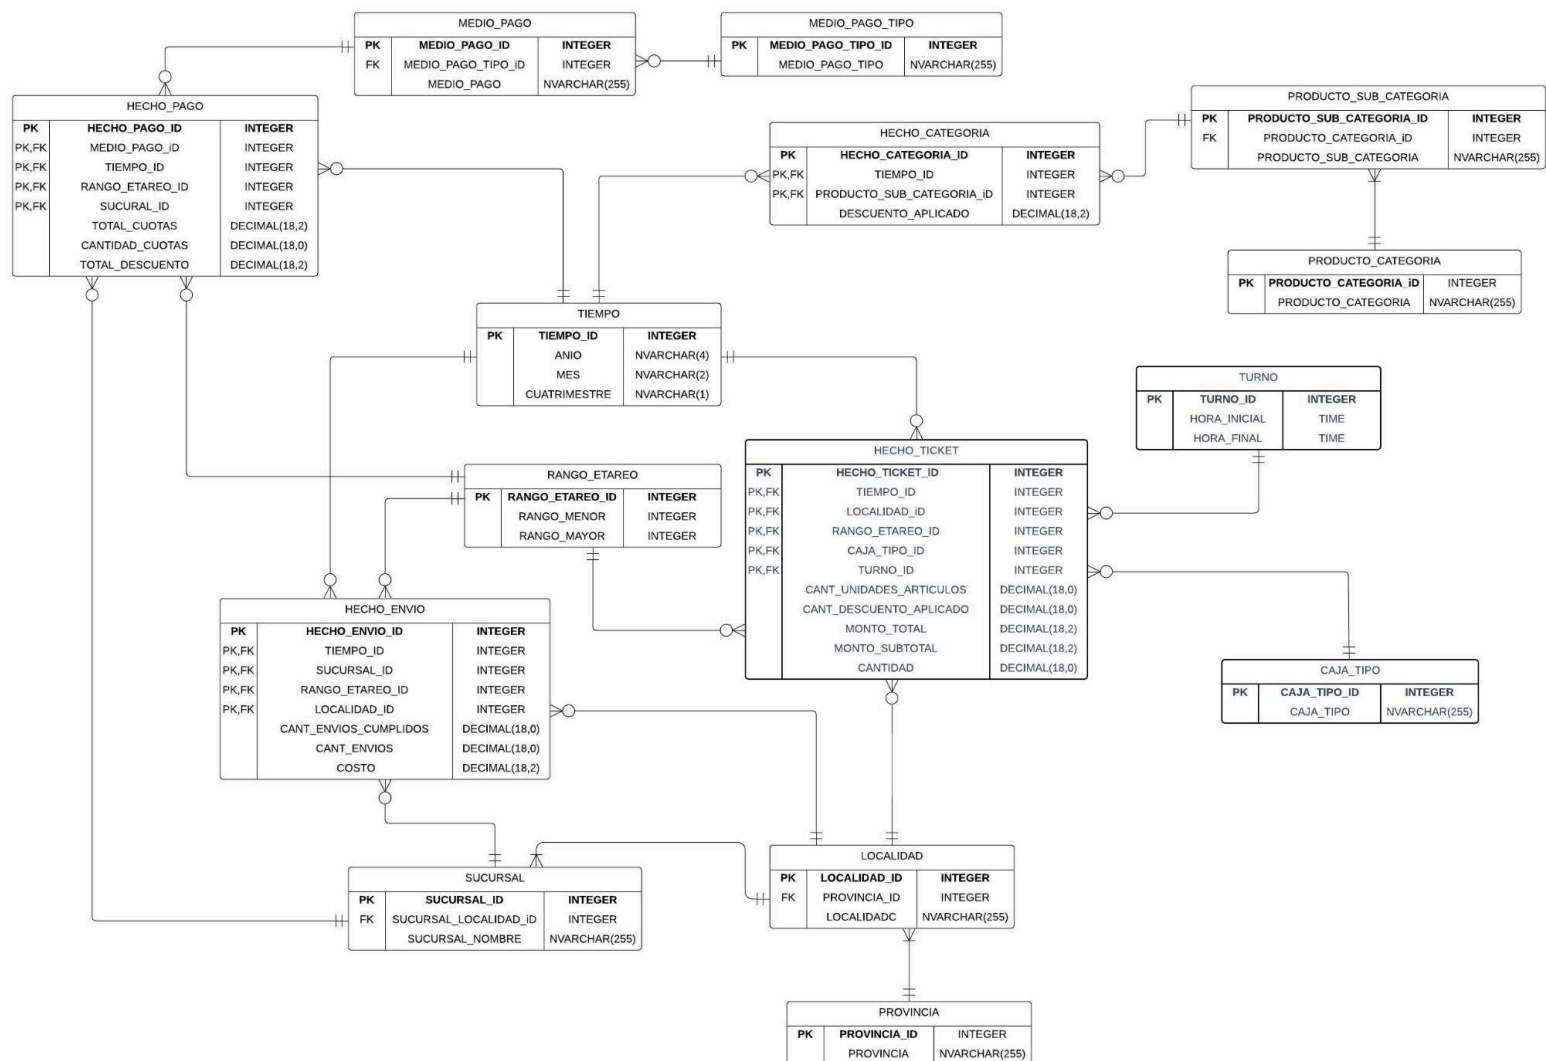 MEDIO_PAGO
PK MEDIO_PAGO_ID INTEGER
FK MEDIO_PAGO_TIPO_iD INTEGER
MEDIO_PAGO NVARCHAR(255)
MEDIO_PAGO_TIPO
PK MEDIO_PAGO_TIPO_ID INTEGER
MEDIO_PAGO_TIPO NVARCHAR(255)
HECHO_PAGO
PK HECHO_PAGO_ID INTEGER
PK,FK MEDIO_PAGO_iD INTEGER
PK,FK TIEMPO_ID INTEGER
PK,FK RANGO_ETAREO_ID INTEGER
PK,FK SUCURAL_ID INTEGER
TOTAL_CUOTAS DECIMAL(18,2)
CANTIDAD_CUOTAS DECIMAL(18,0)
TOTAL_DESCUENTO DECIMAL(18,2)
HECHO_CATEGORIA
PK HECHO_CATEGORIA_ID INTEGER
PK,FK TIEMPO_ID INTEGER
PK,FK PRODUCTO_SUB_CATEGORIA_iD INTEGER
DESCUENTO_APLICADO DECIMAL(18,2)
PRODUCTO_SUB_CATEGORIA
PK PRODUCTO_SUB_CATEGORIA_ID INTEGER
FK PRODUCTO_CATEGORIA_iD INTEGER
PRODUCTO_SUB_CATEGORIA NVARCHAR(255)
PRODUCTO_CATEGORIA
PK PRODUCTO_CATEGORIA_iD INTEGER
PRODUCTO_CATEGORIA NVARCHAR(255)
TIEMPO
PK TIEMPO_ID INTEGER
ANIO NVARCHAR(4)
MES NVARCHAR(2)
CUATRIMESTRE NVARCHAR(1)
TURNO
PK TURNO_ID INTEGER
HORA_INICIAL TIME
HORA_FINAL TIME
RANGO_ETAREO
PK RANGO_ETAREO_ID INTEGER
RANGO_MENOR INTEGER
RANGO_MAYOR INTEGER
HECHO_TICKET
PK HECHO_TICKET_ID INTEGER
PK,FK TIEMPO_ID INTEGER
PK,FK LOCALIDAD_iD INTEGER
PK,FK RANGO_ETAREO_ID INTEGER
PK,FK CAJA_TIPO_ID INTEGER
PK,FK TURNO_ID INTEGER
CANT_UNIDADES_ARTICULOS DECIMAL(18,0)
CANT_DESCUENTO_APLICADO DECIMAL(18,0)
MONTO_TOTAL DECIMAL(18,2)
MONTO_SUBTOTAL DECIMAL(18,2)
CANTIDAD DECIMAL(18,0)
HECHO_ENVIO
PK HECHO_ENVIO_ID INTEGER
PK,FK TIEMPO_ID INTEGER
PK,FK SUCURSAL_ID INTEGER
PK,FK RANGO_ETAREO_ID INTEGER
PK,FK LOCALIDAD_ID INTEGER
CANT_ENVIOS_CUMPLIDOS DECIMAL(18,0)
CANT_ENVIOS DECIMAL(18,0)
COSTO DECIMAL(18,2)
CAJA_TIPO
PK CAJA_TIPO_ID INTEGER
CAJA_TIPO NVARCHAR(255)
SUCURSAL
PK SUCURSAL_ID INTEGER
FK SUCURSAL_LOCALIDAD_iD INTEGER
SUCURSAL_NOMBRE NVARCHAR(255)
LOCALIDAD
PK LOCALIDAD_ID INTEGER
FK PROVINCIA_ID INTEGER
LOCALIDADC NVARCHAR(255)
PROVINCIA
PK PROVINCIA_ID INTEGER
PROVINCIA NVARCHAR(255)